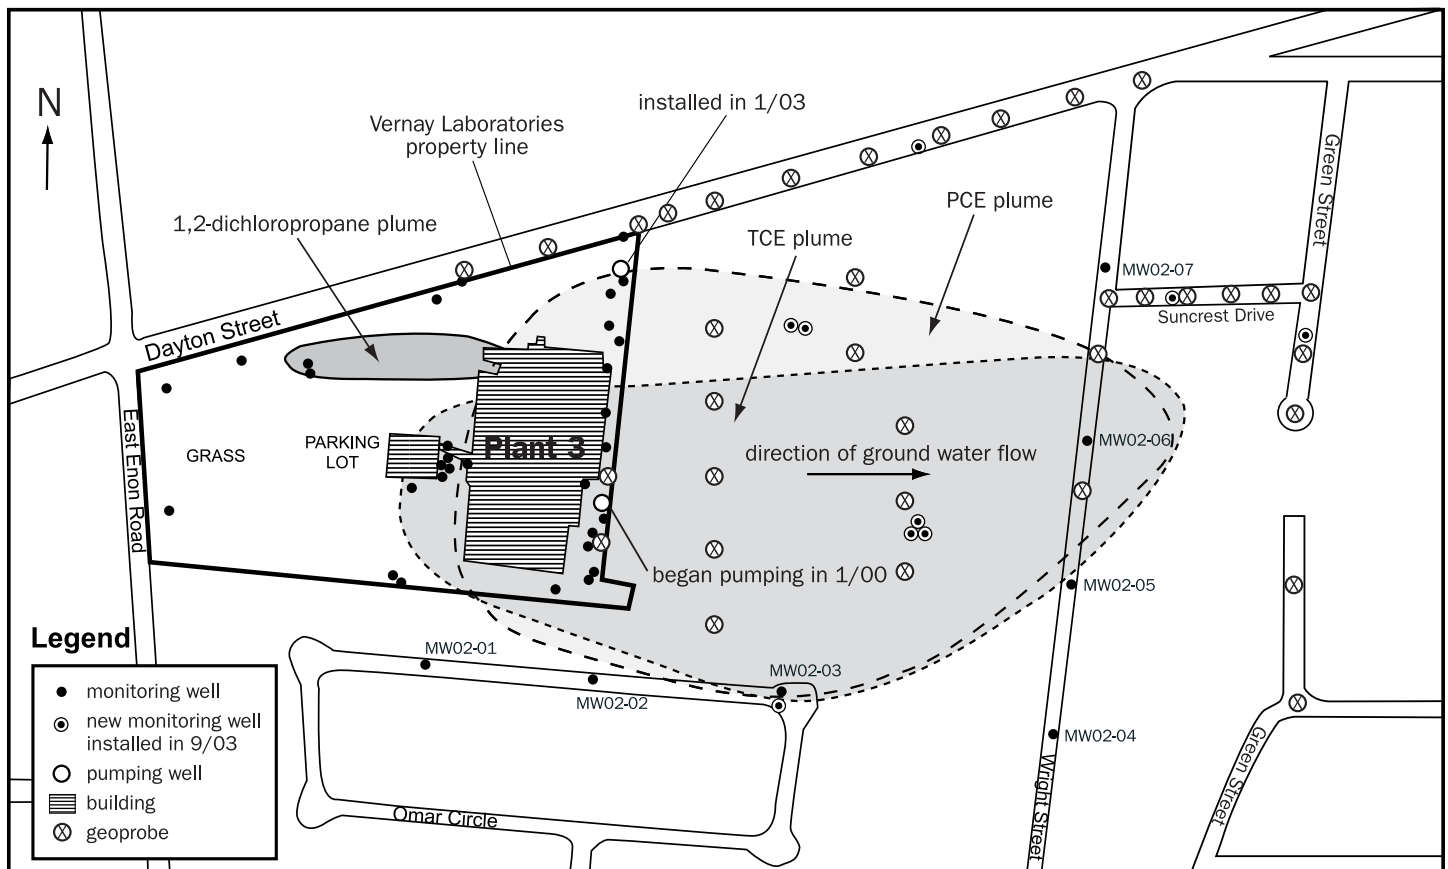 N
installed in 1/03
Vernay Laboratories
property line
1,2-dichloropropane plume
PCE plume
TCE plume
Green Street
MW02-07
Suncrest Drive
Dayton Street
East Enon Road
GRASS
PARKING
LOT
Plant 3
direction of ground water flow
MW02-06
began pumping in 1/00
MW02-05
MW02-01
MW02-02
MW02-03
MW02-04
Wright Street
Green Street
Omar Circle
Legend
monitoring well
new monitoring well
installed in 9/03
pumping well
building
geoprobe